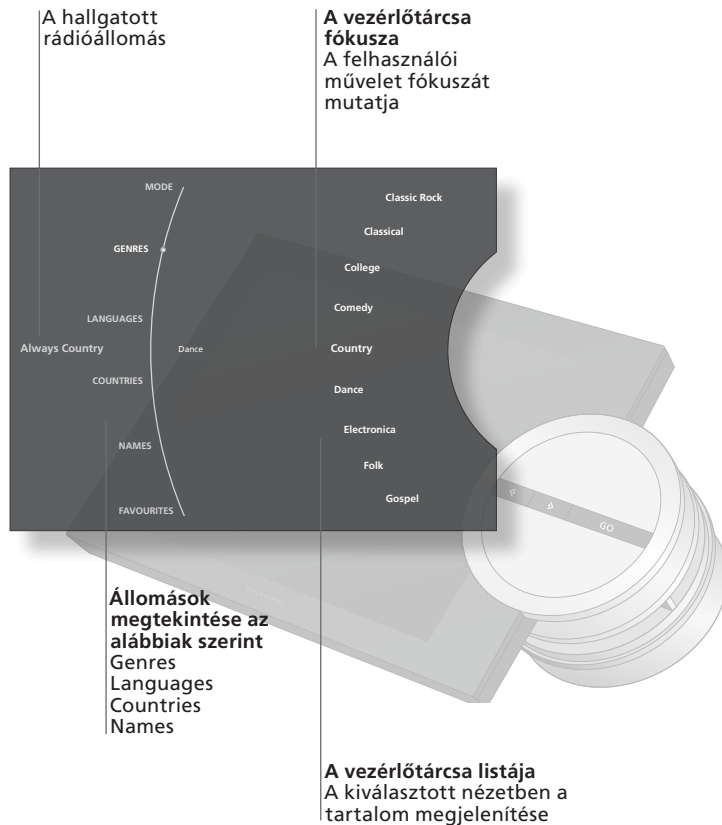 A hallgatott
rádióállomás
A vezérlőtárcsa
fókusza
A felhasználói
művelet fókuszát
mutatja
MODE
GENRES
LANGUAGES
Always Country
COUNTRIES
NAMES
FAVOURITES
Dance
Classic Rock
Classical
College
Comedy
Country
Dance
Electronica
Folk
Gospel
GO
Állomások
megtekintése az
alábbiak szerint
Genres
Languages
Countries
Names
A vezérlőtárcsa listája
A kiválasztott nézetben a
tartalom megjelenítése